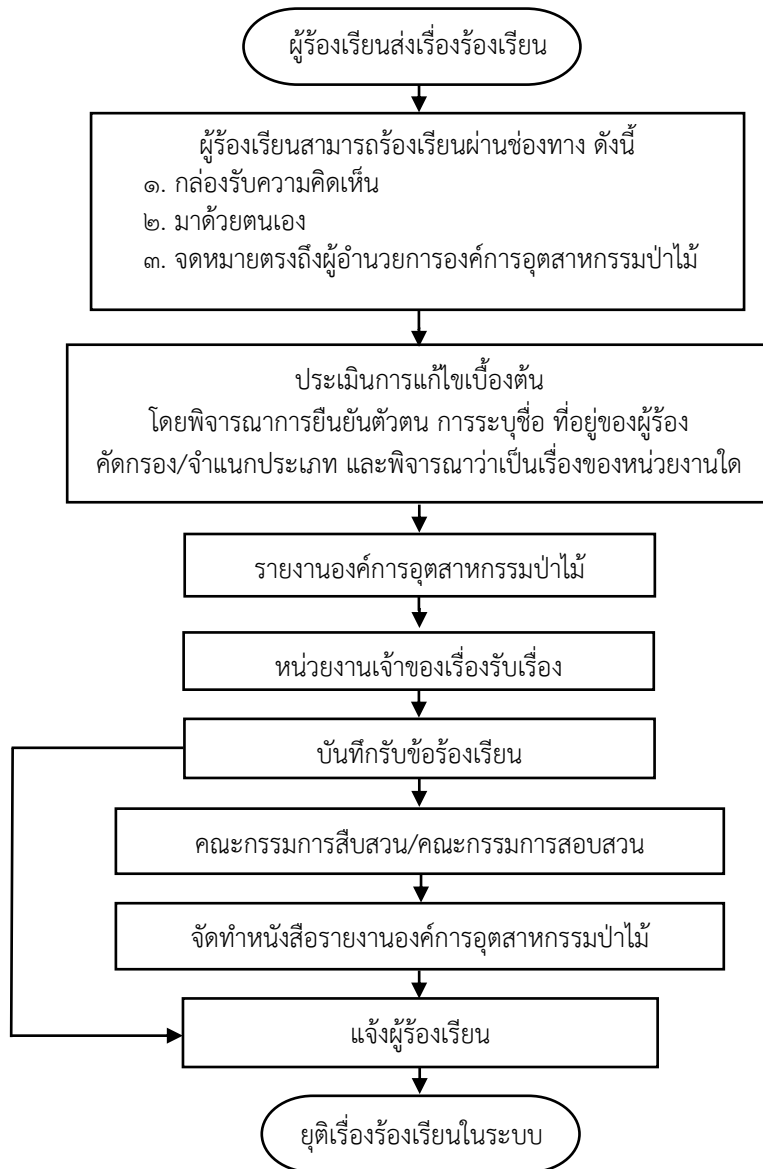 ผู้ร้องเรียนส่งเรื่องร้องเรียน
ผู้ร้องเรียนสามารถร้องเรียนผ่านช่องทาง ดังนี้
๑. กล่องรับความคิดเห็น
๒. มาด้วยตนเอง
๓. จดหมายตรงถึงผู้อำนวยการองค์การอุตสาหกรรมป่าไม้
ประเมินการแก้ไขเบื้องต้น
โดยพิจารณาการยืนยันตัวตน การระบุชื่อ ที่อยู่ของผู้ร้อง
คัดกรอง/จำแนกประเภท และพิจารณาว่าเป็นเรื่องของหน่วยงานใด
รายงานองค์การอุตสาหกรรมป่าไม้
หน่วยงานเจ้าของเรื่องรับเรื่อง
บันทึกรับข้อร้องเรียน
คณะกรรมการสืบสวน/คณะกรรมการสอบสวน
จัดทำหนังสือรายงานองค์การอุตสาหกรรมป่าไม้
แจ้งผู้ร้องเรียน
ยุติเรื่องร้องเรียนในระบบ